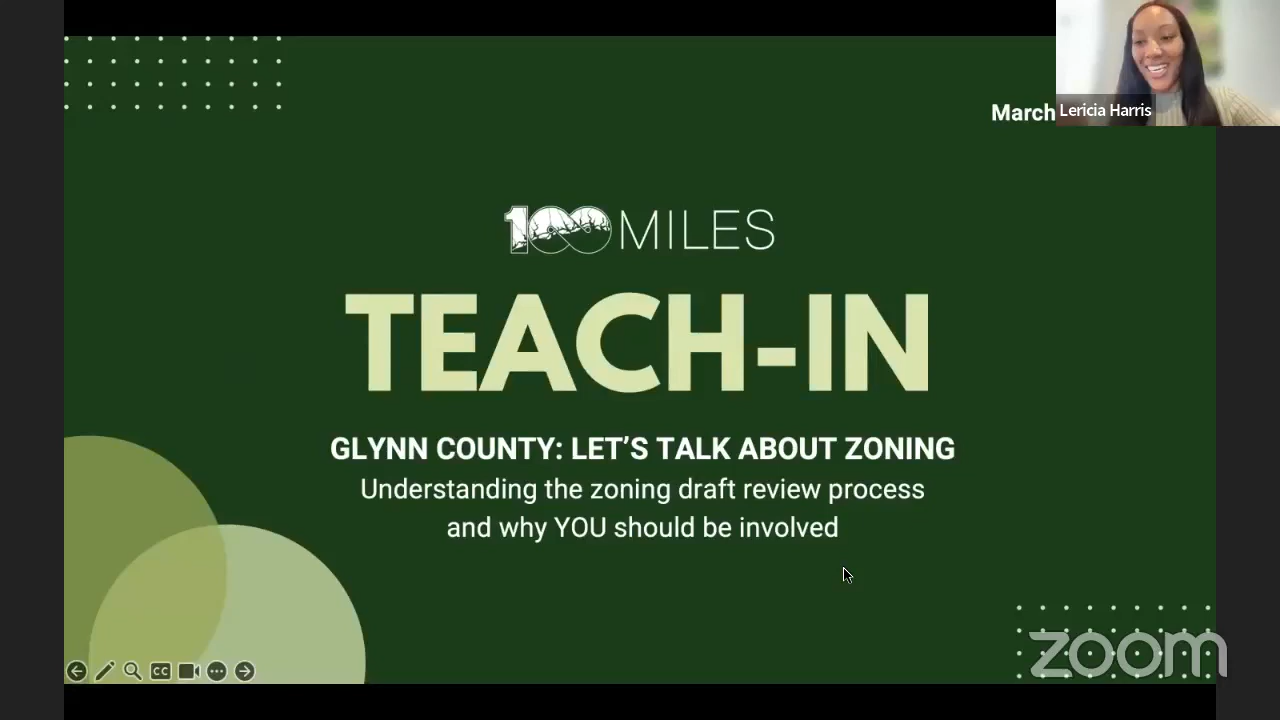 March
Lericia Harris
100 MILES
TEACH-IN
GLYNN COUNTY: LET’S TALK ABOUT ZONING
Understanding the zoning draft review process
and why YOU should be involved
CC
zoom